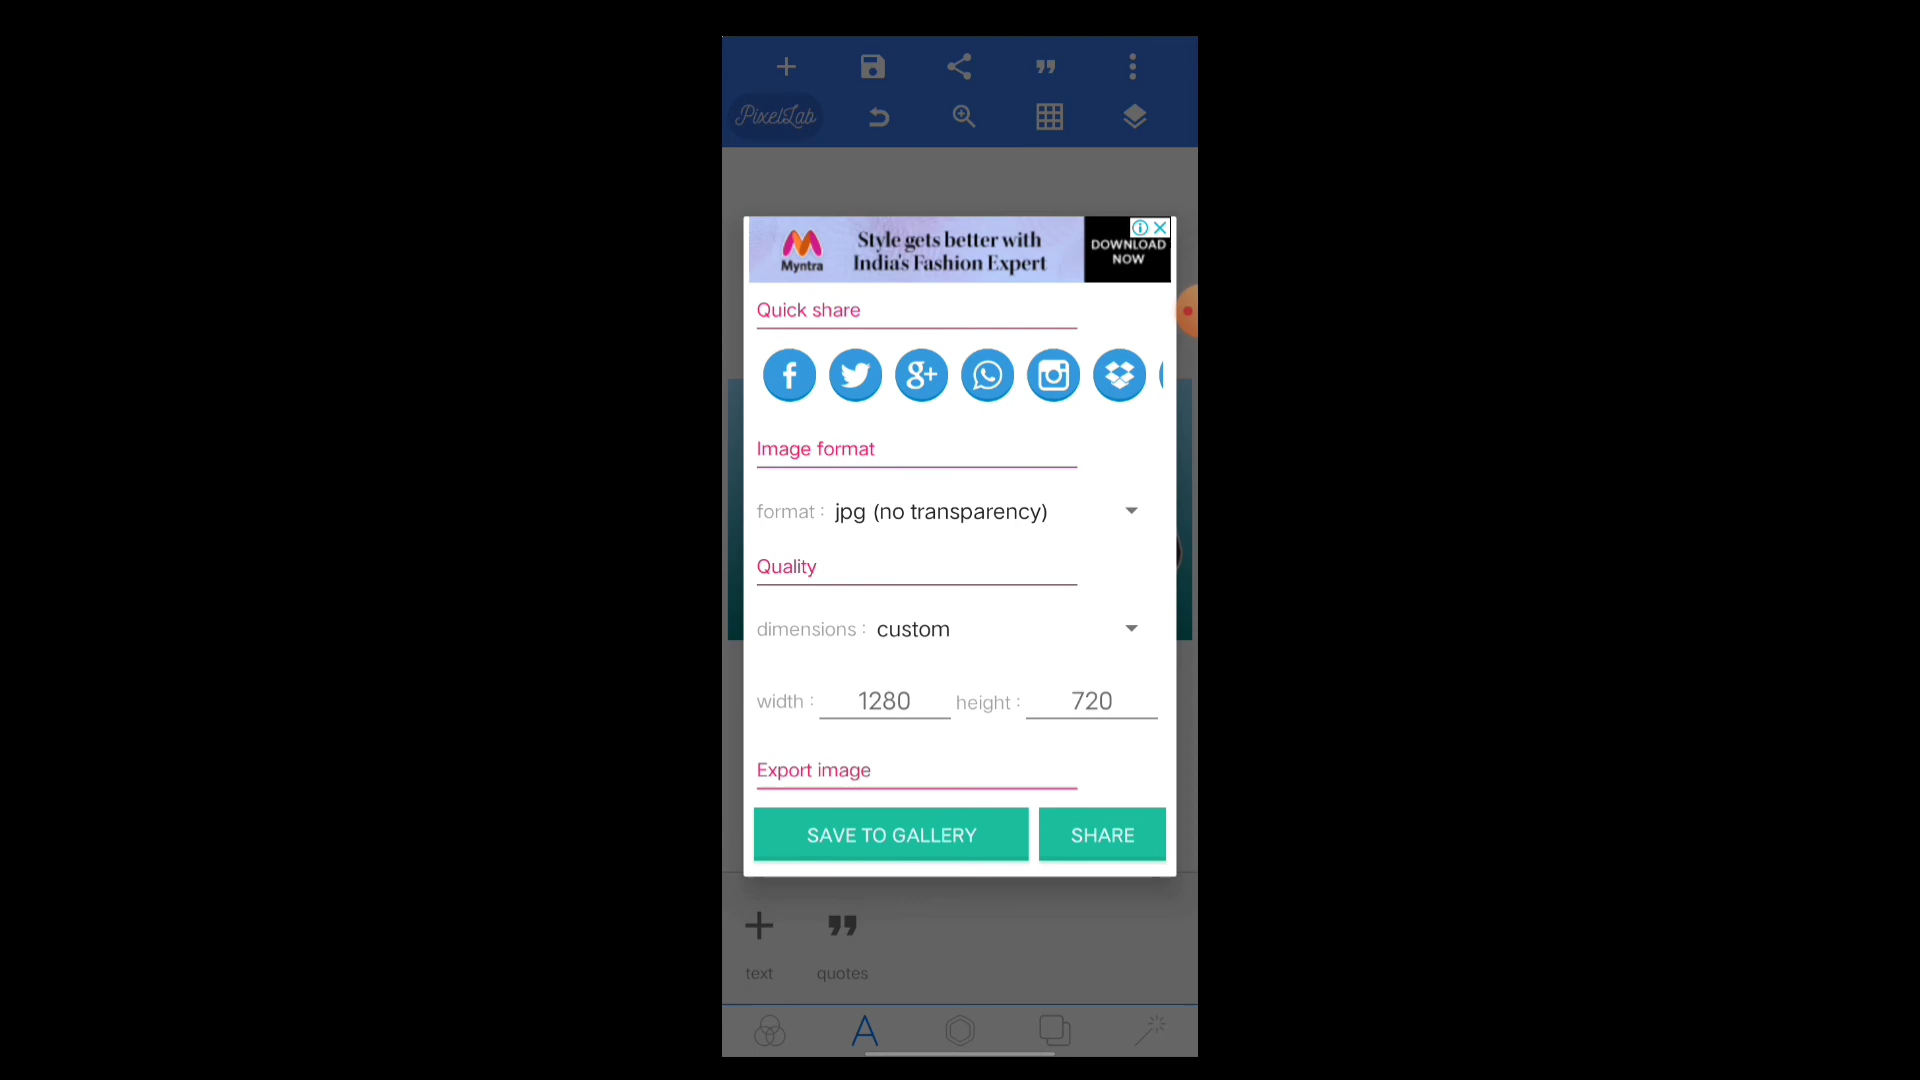 PixelLab
Myntra
Style gets better with
India's Fashion Expert
DOWNLOAD
NOW
Quick share
Image format
format : jpg (no transparency)
Quality
dimensions : custom
width : 1280 height : 720
Export image
SAVE TO GALLERY SHARE
text quotes